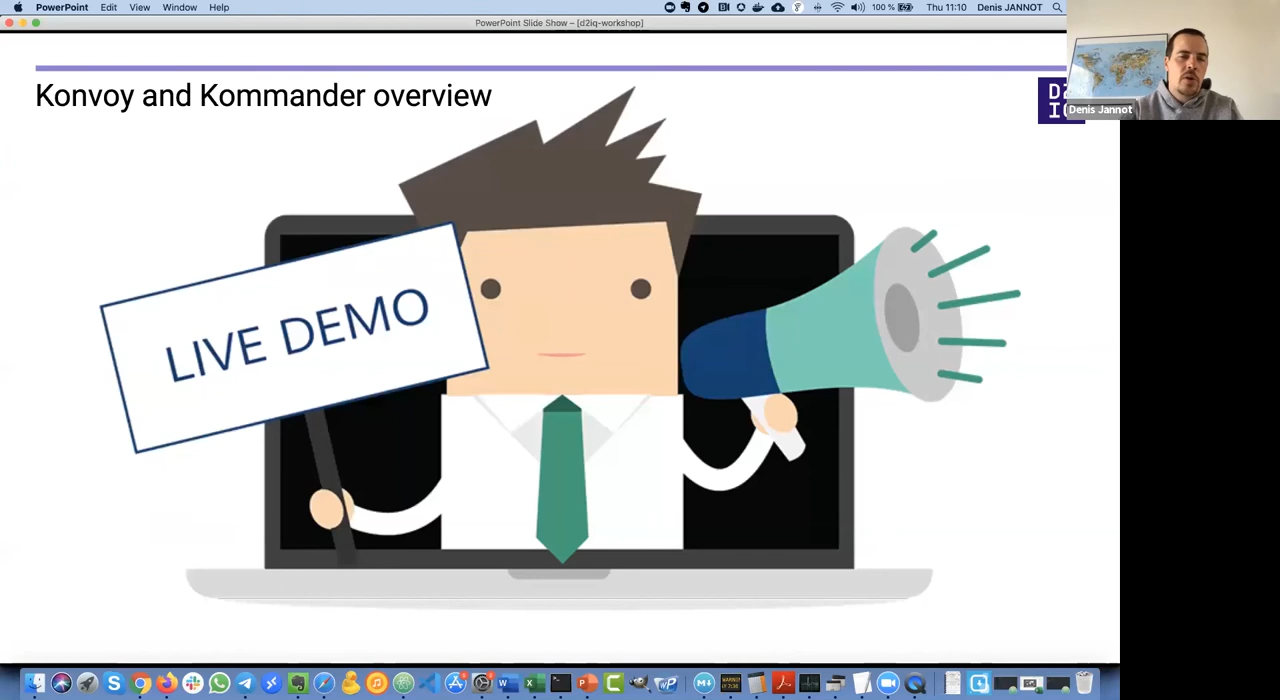 PowerPoint Edit View Window Help 100 % Thu 11:10 Denis JANNOT
PowerPoint Slide Show – [d2iq-workshop]
Konvoy and Kommander overview
D2
Denis Jannot
LIVE DEMO